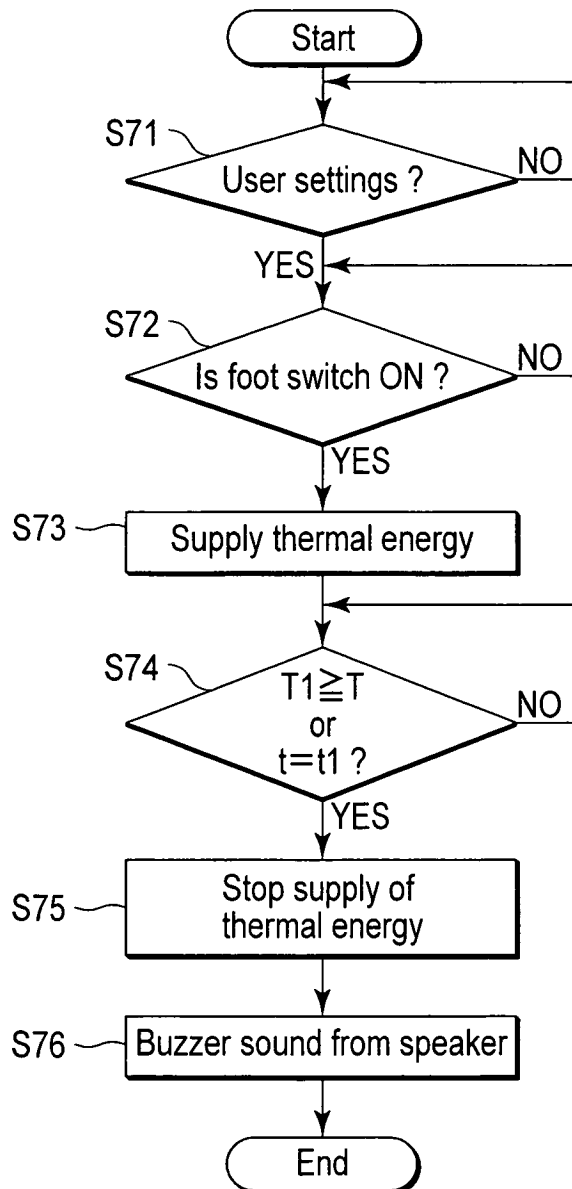 Start
S71
User settings ?
NO
YES
S72
Is foot switch ON ?
NO
YES
S73
Supply thermal energy
S74
T1≧T
or
t=t1 ?
NO
YES
S75
Stop supply of
thermal energy
S76
Buzzer sound from speaker
End